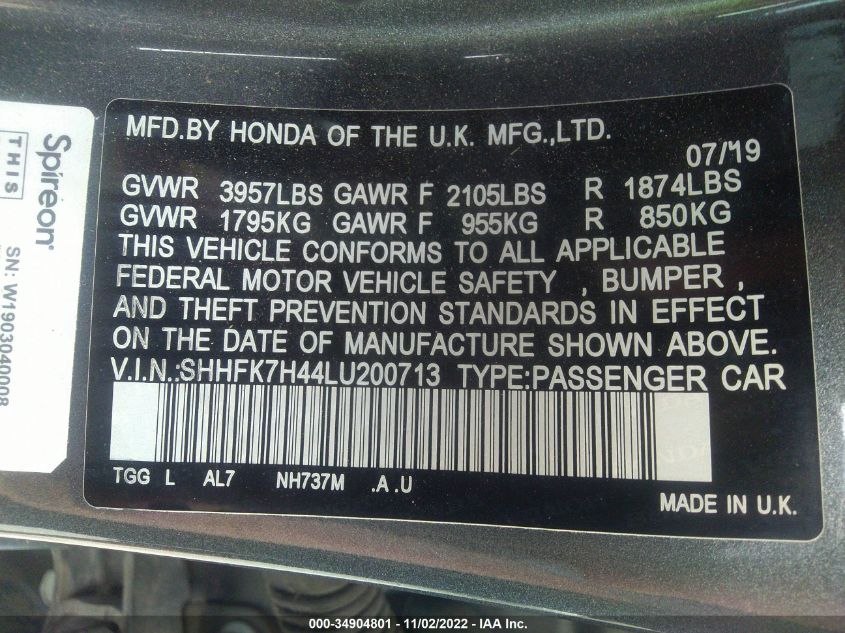 MFD.BY HONDA OF THE U.K. MFG.,LTD.
07/19
GVWR 3957LBS GAWR F 2105LBS R 1874LBS
GVWR 1795KG GAWR F 955KG R 850KG
THIS VEHICLE CONFORMS TO ALL APPLICABLE
FEDERAL MOTOR VEHICLE SAFETY , BUMPER ,
AND THEFT PREVENTION STANDARDS IN EFFECT
ON THE DATE OF MANUFACTURE SHOWN ABOVE.
V.I.N.:SHHFK7H44LU200713 TYPE:PASSENGER CAR
TGG L AL7 NH737M .A .U
MADE IN U.K.
Spireon
THIS
SN: W1903040008
000-34904801 - 11/02/2022 - IAA Inc.